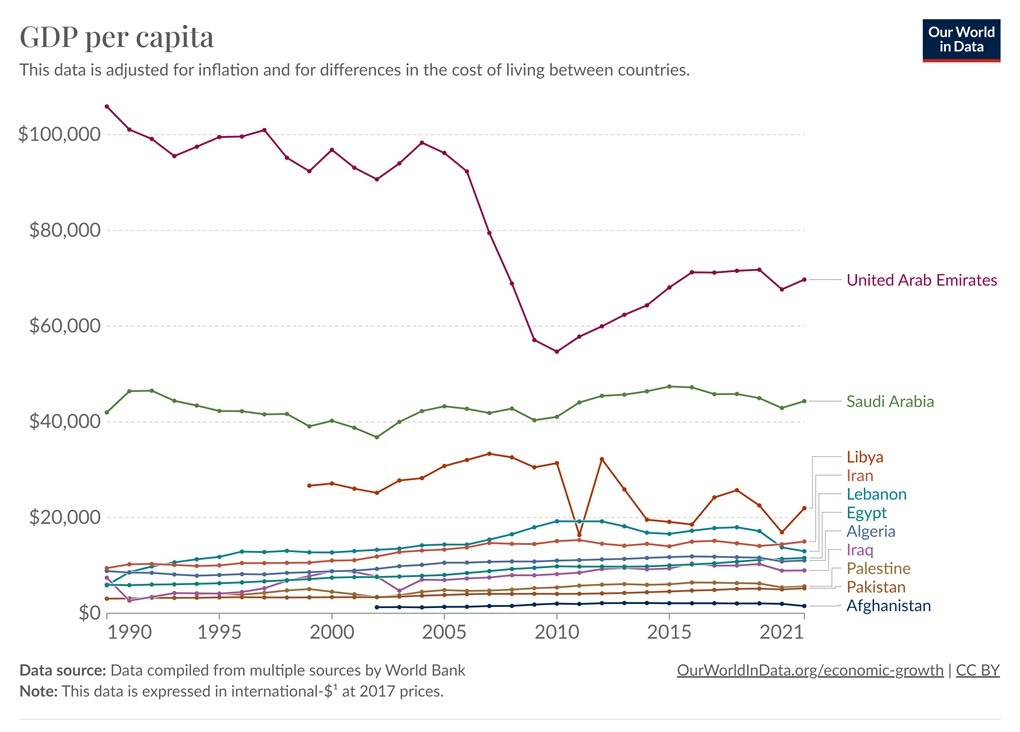 GDP per capita
Our World
in Data
This data is adjusted for inflation and for differences in the cost of living between countries.
$100,000
$80,000
$60,000
$40,000
$20,000
$0
United Arab Emirates
Saudi Arabia
Libya
Iran
Lebanon
Egypt
Algeria
Iraq
Palestine
Pakistan
Afghanistan
1990 1995 2000 2005 2010 2015 2021
Data source: Data compiled from multiple sources by World Bank
OurWorldInData.org/economic-growth | CC BY
Note: This data is expressed in international-$¹ at 2017 prices.